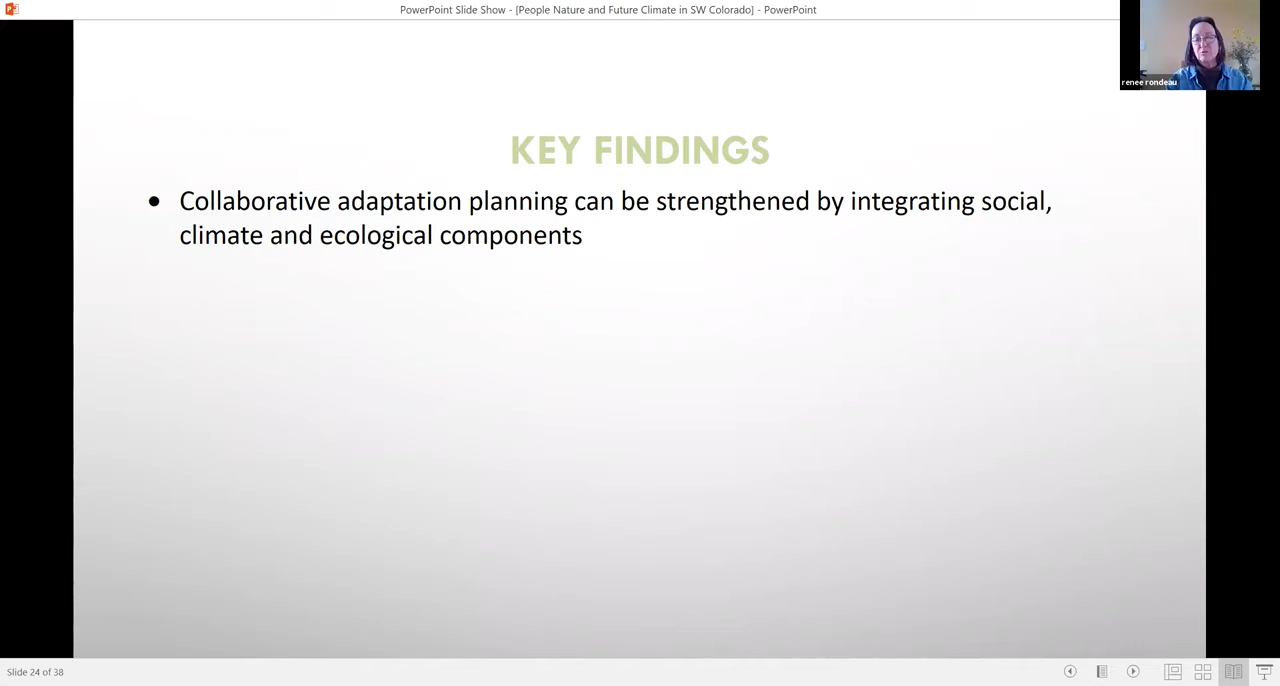 PowerPoint Slide Show - [People Nature and Future Climate in SW Colorado] - PowerPoint
renee rondeau
KEY FINDINGS
• Collaborative adaptation planning can be strengthened by integrating social,
climate and ecological components
Slide 24 of 38